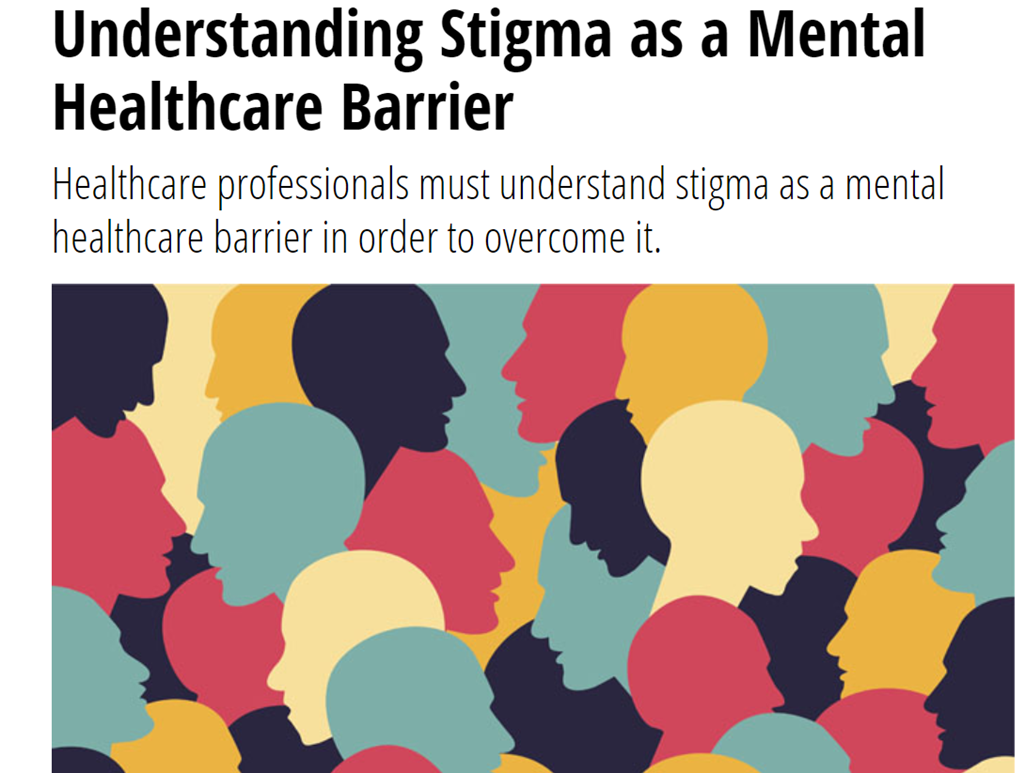 Understanding Stigma as a Mental
Healthcare Barrier
Healthcare professionals must understand stigma as a mental
healthcare barrier in order to overcome it.